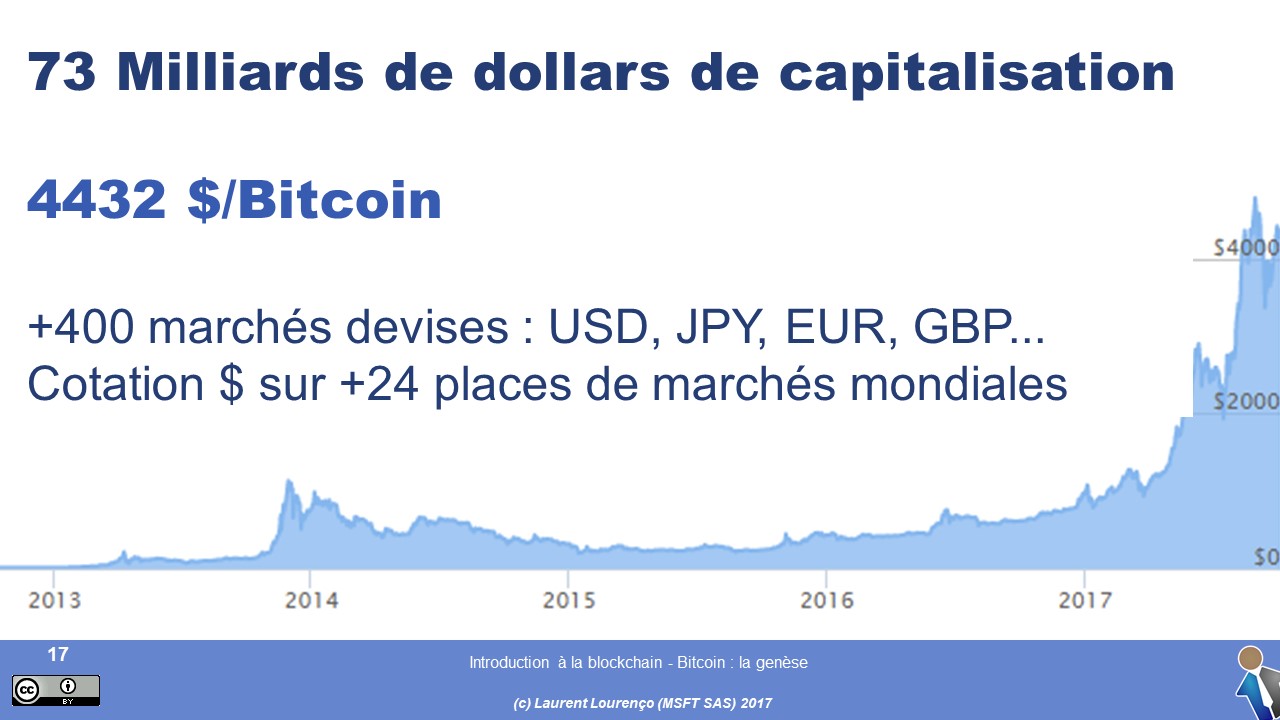 73 Milliards de dollars de capitalisation
4432 $/Bitcoin
+400 marchés devises : USD, JPY, EUR, GBP...
Cotation $ sur +24 places de marchés mondiales
$4000
$2000
$0
2013 2014 2015 2016 2017
17
Introduction à la blockchain - Bitcoin : la genèse
cc BY
(c) Laurent Lourenço (MSFT SAS) 2017